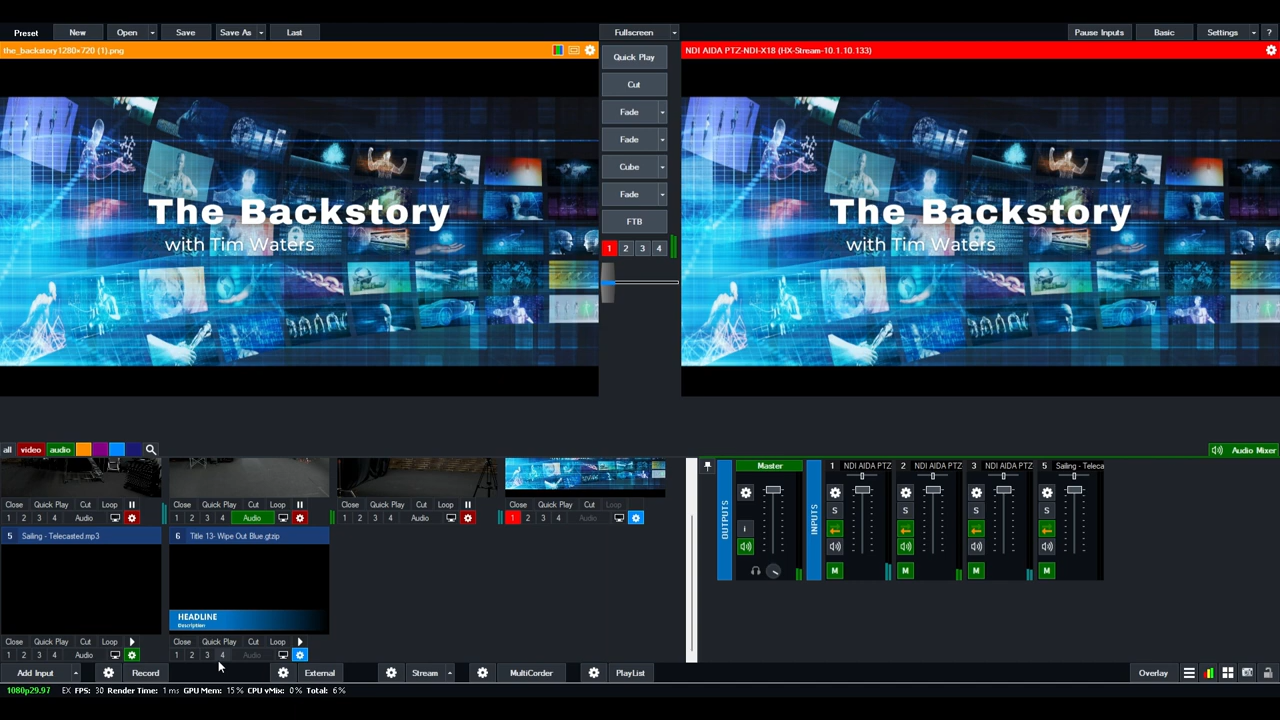 Preset New Open Save Save As Last Fullscreen Pause Inputs Basic Settings ?
the_backstory1280×720 (1).png
NDI AIDA PTZ-NDI-X18 (HX-Stream-10.1.10.133)
Quick Play
Cut
Fade
Fade
Cube
Fade
FTB
1 2 3 4
The Backstory
with Tim Waters
The Backstory
with Tim Waters
all video audio
Audio Mixer
Close Quick Play Cut Loop Close Quick Play Cut Loop Close Quick Play Cut Loop Close Quick Play Cut Loop
1 2 3 4 Audio 1 2 3 4 Audio 1 2 3 4 Audio 1 2 3 4 Audio
5 Sailing - Telecasted.mp3
6 Title 13- Wipe Out Blue.gtzip
HEADLINE
Description
Close Quick Play Cut Loop Close Quick Play Cut Loop
1 2 3 4 Audio 1 2 3 4 Audio
OUTPUTS
Master
i
INPUTS
1 NDI AIDA PTZ 2 NDI AIDA PTZ 3 NDI AIDA PTZ 5 Sailing - Teleca
S S S S
M M M M
Add Input Record External Stream MultiCorder PlayList Overlay
1080p29.97 EX FPS: 30 Render Time: 1 ms GPU Mem: 15 % CPU vMix: 0 % Total: 6 %